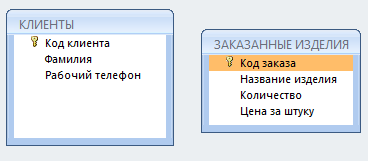 КЛИЕНТЫ
Код клиента
Фамилия
Рабочий телефон
ЗАКАЗАННЫЕ ИЗДЕЛИЯ
Код заказа
Название изделия
Количество
Цена за штуку